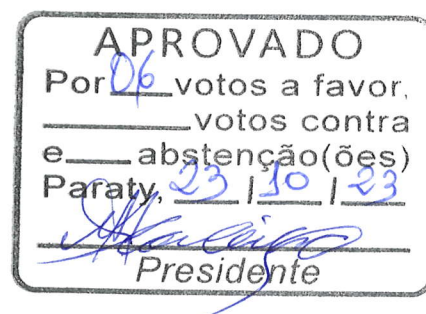 APROVADO
Por 06 votos a favor,
votos contra
e abstenção(ões)
Paraty, 23 / 10 / 23
Presidente